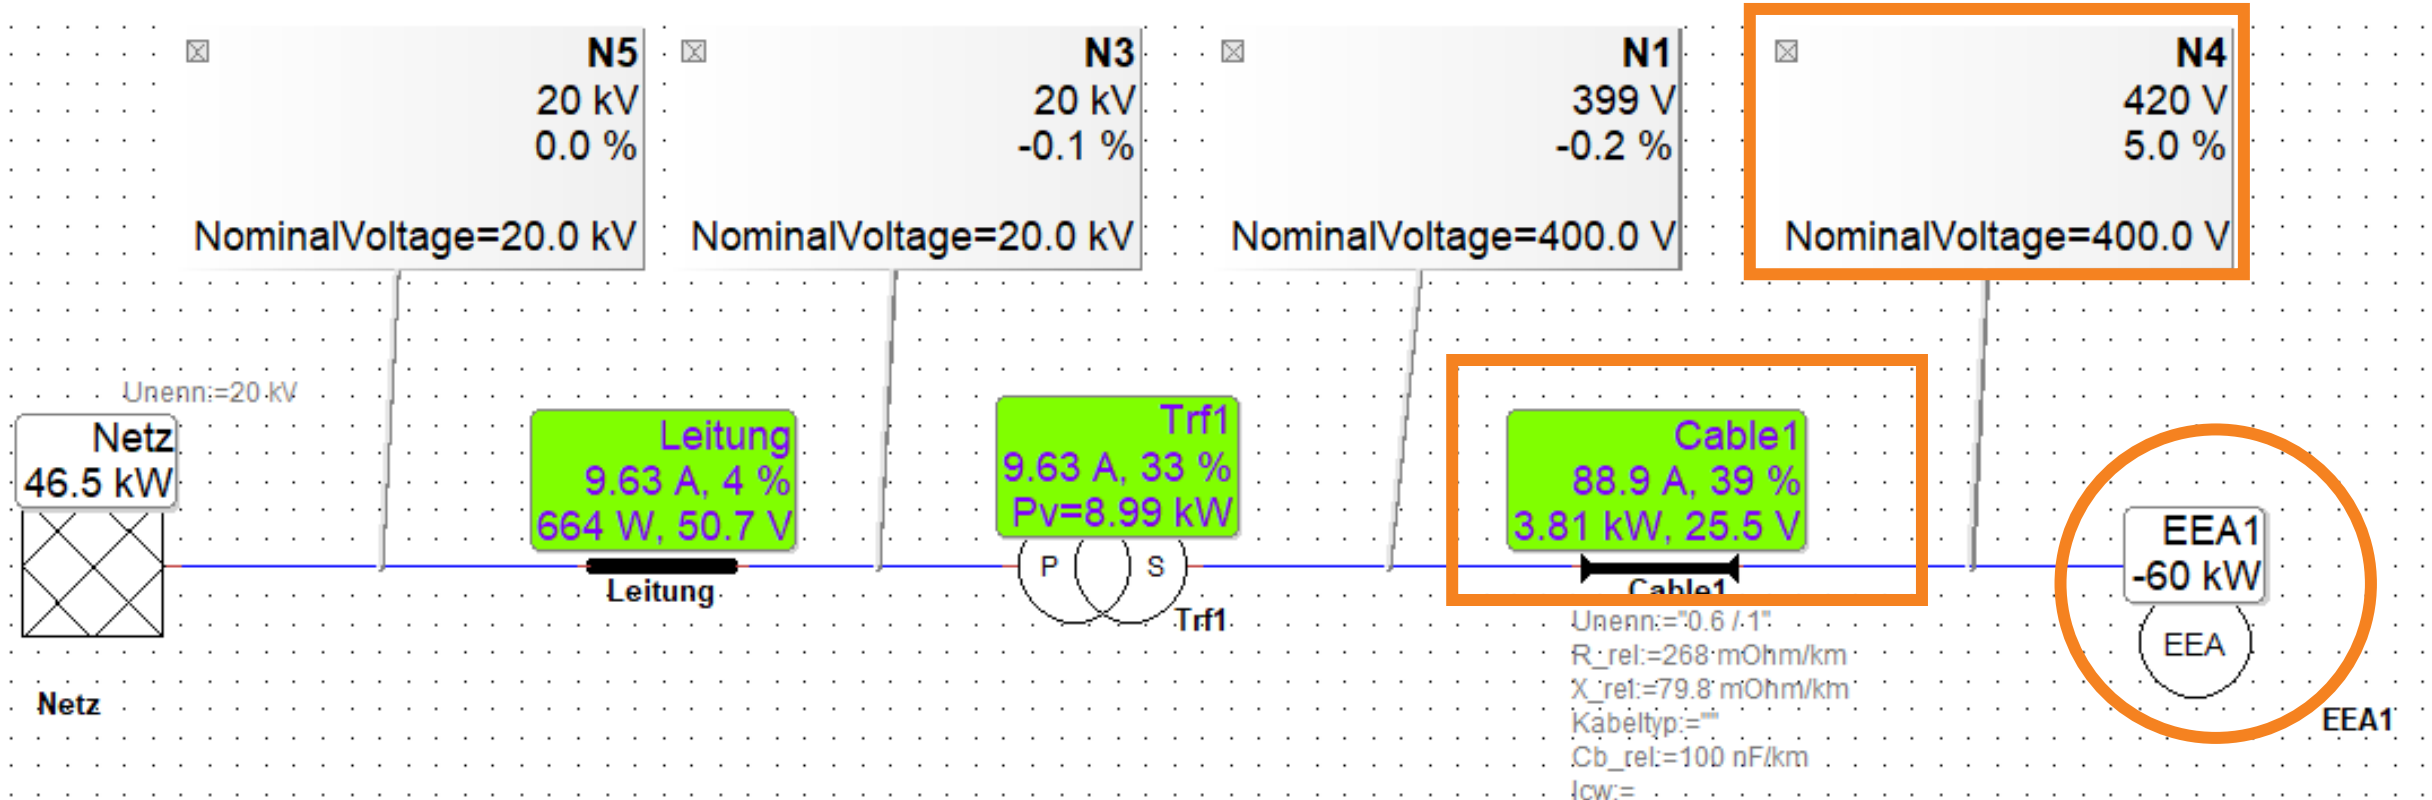 N5
20 kV
0.0 %
NominalVoltage=20.0 kV
N3
20 kV
-0.1 %
NominalVoltage=20.0 kV
N1
399 V
-0.2 %
NominalVoltage=400.0 V
N4
420 V
5.0 %
NominalVoltage=400.0 V
Unenn:=20 kV
Netz
46.5 kW
Netz
Leitung
9.63 A, 4 %
664 W, 50.7 V
Leitung
Trf1
9.63 A, 33 %
Pv=8.99 kW
P
S
Trf1
Cable1
88.9 A, 39 %
3.81 kW, 25.5 V
Cable1
Unenn:="0.6 / 1"
R_rel:=268 mOhm/km
X_rel:=79.8 mOhm/km
Kabeltyp:=""
Cb_rel:=100 nF/km
Icw:=
EEA1
-60 kW
EEA
EEA1